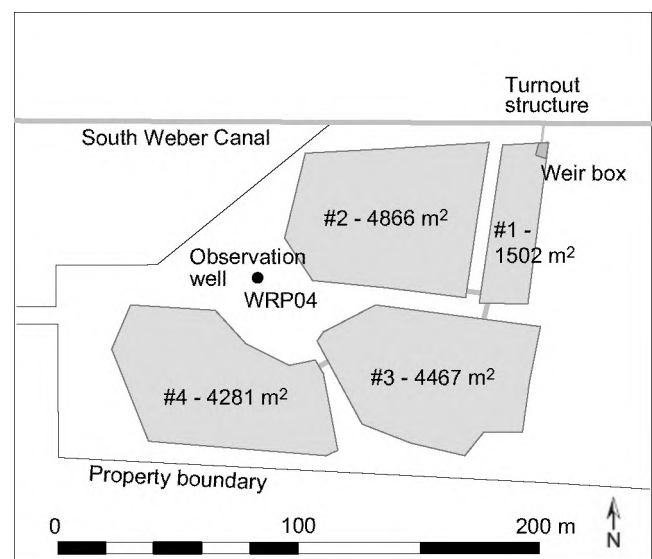 Turnout
structure
South Weber Canal
Weir box
#2 - 4866 m²
#1 -
1502 m²
Observation
well
WRP04
#3 - 4467 m²
#4 - 4281 m²
Property boundary
0 100 200 m
N